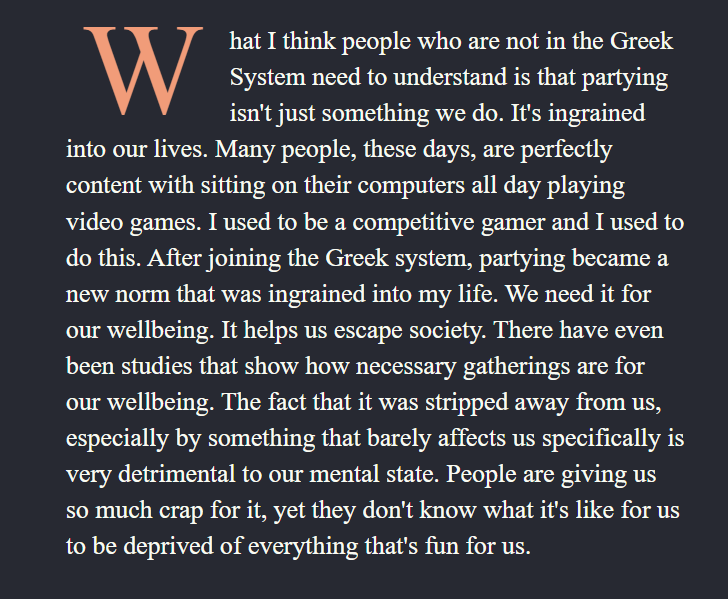 What I think people who are not in the Greek
System need to understand is that partying
isn't just something we do. It's ingrained
into our lives. Many people, these days, are perfectly
content with sitting on their computers all day playing
video games. I used to be a competitive gamer and I used to
do this. After joining the Greek system, partying became a
new norm that was ingrained into my life. We need it for
our wellbeing. It helps us escape society. There have even
been studies that show how necessary gatherings are for
our wellbeing. The fact that it was stripped away from us,
especially by something that barely affects us specifically is
very detrimental to our mental state. People are giving us
so much crap for it, yet they don't know what it's like for us
to be deprived of everything that's fun for us.